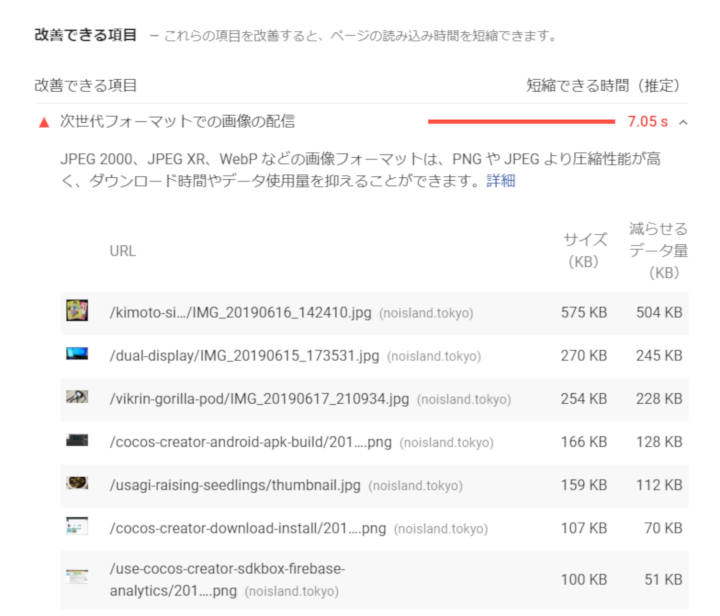 改善できる項目 － これらの項目を改善すると、ページの読み込み時間を短縮できます。
改善できる項目 短縮できる時間（推定）
次世代フォーマットでの画像の配信 7.05 s
JPEG 2000、JPEG XR、WebP などの画像フォーマットは、PNG や JPEG より圧縮性能が高
く、ダウンロード時間やデータ使用量を抑えることができます。詳細
URL サイズ（KB） 減らせるデータ量（KB）
/kimoto-si.../IMG_20190616_142410.jpg (noisland.tokyo) 575 KB 504 KB
/dual-display/IMG_20190615_173531.jpg (noisland.tokyo) 270 KB 245 KB
/vikrin-gorilla-pod/IMG_20190617_210934.jpg (noisland.tokyo) 254 KB 228 KB
/cocos-creator-android-apk-build/201....png (noisland.tokyo) 166 KB 128 KB
/usagi-raising-seedlings/thumbnail.jpg (noisland.tokyo) 159 KB 112 KB
/cocos-creator-download-install/201....png (noisland.tokyo) 107 KB 70 KB
/use-cocos-creator-sdkbox-firebase-
analytics/201....png (noisland.tokyo) 100 KB 51 KB